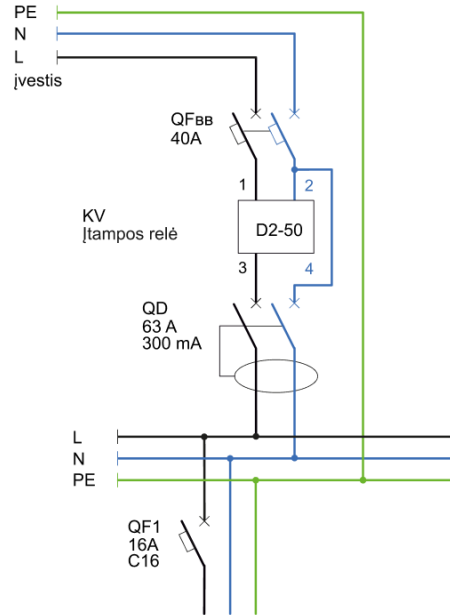 PE
N
L
įvestis
QFBB
40A
1
2
KV
Įtampos relė
D2-50
3
4
QD
63 A
300 mA
L
N
PE
QF1
16A
C16